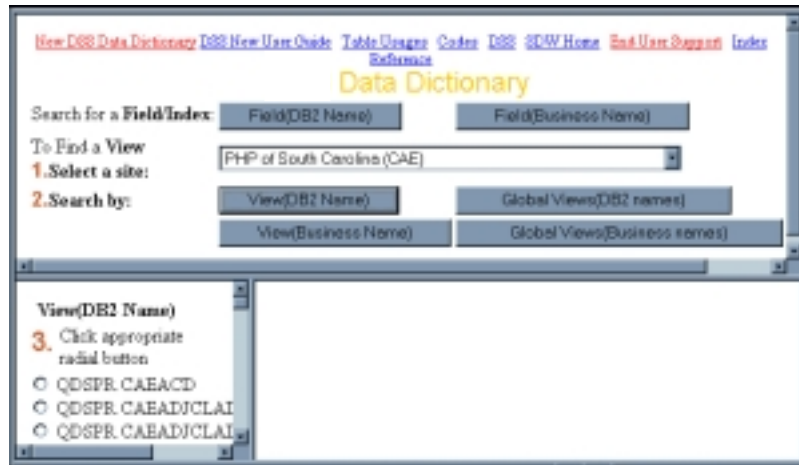 New DSS Data Dictionary DSS New User Guide Table Usages Codes DSS SDW Home End User Support Index
Reference
Data Dictionary
Search for a Field/Index: Field(DB2 Name) Field(Business Name)
To Find a View
1.Select a site: PHP of South Carolina (CAE)
2.Search by: View(DB2 Name) Global Views(DB2 names)
View(Business Name) Global Views(Business names)
View(DB2 Name)
3. Click appropriate
radial button
QDSPR.CAEACD
QDSPR.CAEADJCLAI
QDSPR.CAEADJCLAI